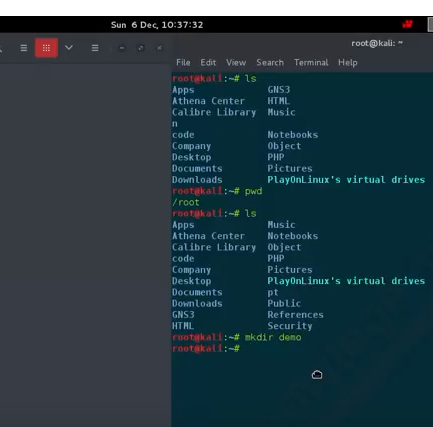 Sun 6 Dec, 10:37:32
root@kali: ~
File Edit View Search Terminal Help
root@kali:~# ls
Apps GNS3
Athena Center HTML
Calibre Library Music
n
code Notebooks
Company Object
Desktop PHP
Documents Pictures
Downloads PlayOnLinux's virtual drives
root@kali:~# pwd
/root
root@kali:~# ls
Apps Music
Athena Center Notebooks
Calibre Library Object
code PHP
Company Pictures
Desktop PlayOnLinux's virtual drives
Documents pt
Downloads Public
GNS3 References
HTML Security
root@kali:~# mkdir demo
root@kali:~#